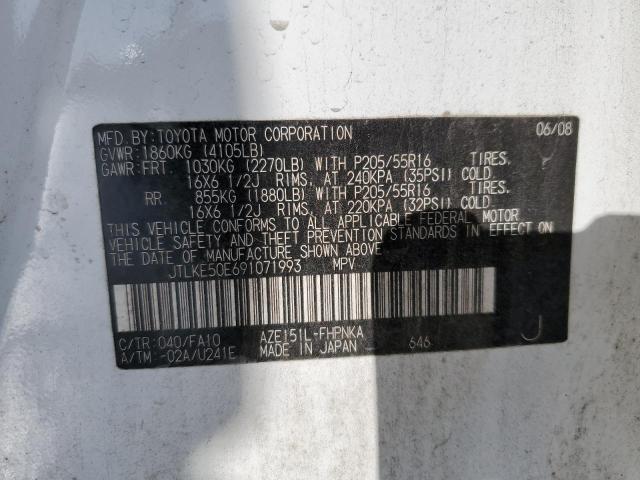 MFD. BY: TOYOTA MOTOR CORPORATION 06/08
GVWR: 1860KG (4105LB)
GAWR: FRT. 1030KG (2270LB) WITH P205/55R16 TIRES,
16X6 1/2J RIMS, AT 240KPA (35PSI) COLD.
RR. 855KG (1880LB) WITH P205/55R16 TIRES,
16X6 1/2J RIMS, AT 220KPA (32PSI) COLD.
THIS VEHICLE CONFORMS TO ALL APPLICABLE FEDERAL MOTOR
VEHICLE SAFETY AND THEFT PREVENTION STANDARDS IN EFFECT ON
THE DATE OF MANUFACTURE SHOWN ABOVE.
JTLKE50E691071993 MPV
C/TR: 040/FA10 AZE151L-FHPNKA 646 J
A/TM: -02A/U241E MADE IN JAPAN